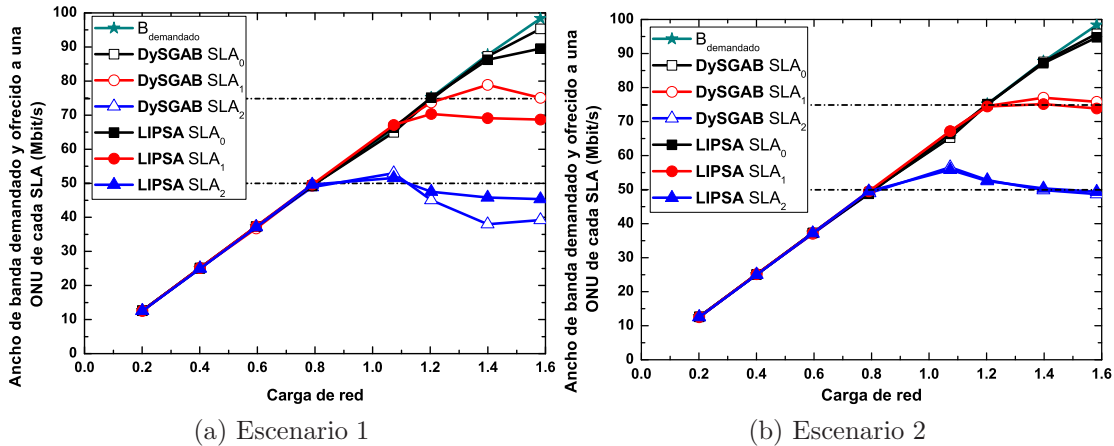 Ancho de banda demandado y ofrecido a una
ONU de cada SLA (Mbit/s)
100
90
80
70
60
50
40
30
20
10
0
B demandado
DySGAB SLA0
DySGAB SLA1
DySGAB SLA2
LIPSA SLA0
LIPSA SLA1
LIPSA SLA2
0.0 0.2 0.4 0.6 0.8 1.0 1.2 1.4 1.6
Carga de red
(a) Escenario 1
Ancho de banda demandado y ofrecido a una
ONU de cada SLA (Mbit/s)
100
90
80
70
60
50
40
30
20
10
0
B demandado
DySGAB SLA0
DySGAB SLA1
DySGAB SLA2
LIPSA SLA0
LIPSA SLA1
LIPSA SLA2
0.0 0.2 0.4 0.6 0.8 1.0 1.2 1.4 1.6
Carga de red
(b) Escenario 2